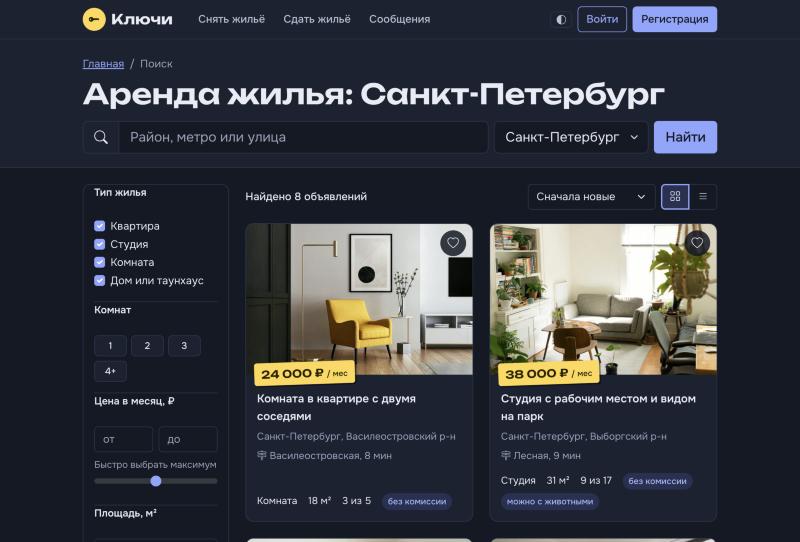 Ключи
Снять жильё
Сдать жильё
Сообщения
Войти
Регистрация
Главная / Поиск
Аренда жилья: Санкт-Петербург
Район, метро или улица
Санкт-Петербург
Найти
Тип жилья
Квартира
Студия
Комната
Дом или таунхаус
Комнат
1
2
3
4+
Цена в месяц, ₽
от
до
Быстро выбрать максимум
Площадь, м²
Найдено 8 объявлений
Сначала новые
24 000 ₽ / мес
Комната в квартире с двумя
соседями
Санкт-Петербург, Василеостровский р-н
Василеостровская, 8 мин
Комната 18 м² 3 из 5 без комиссии
38 000 ₽ / мес
Студия с рабочим местом и видом
на парк
Санкт-Петербург, Выборгский р-н
Лесная, 9 мин
Студия 31 м² 9 из 17 без комиссии
можно с животными